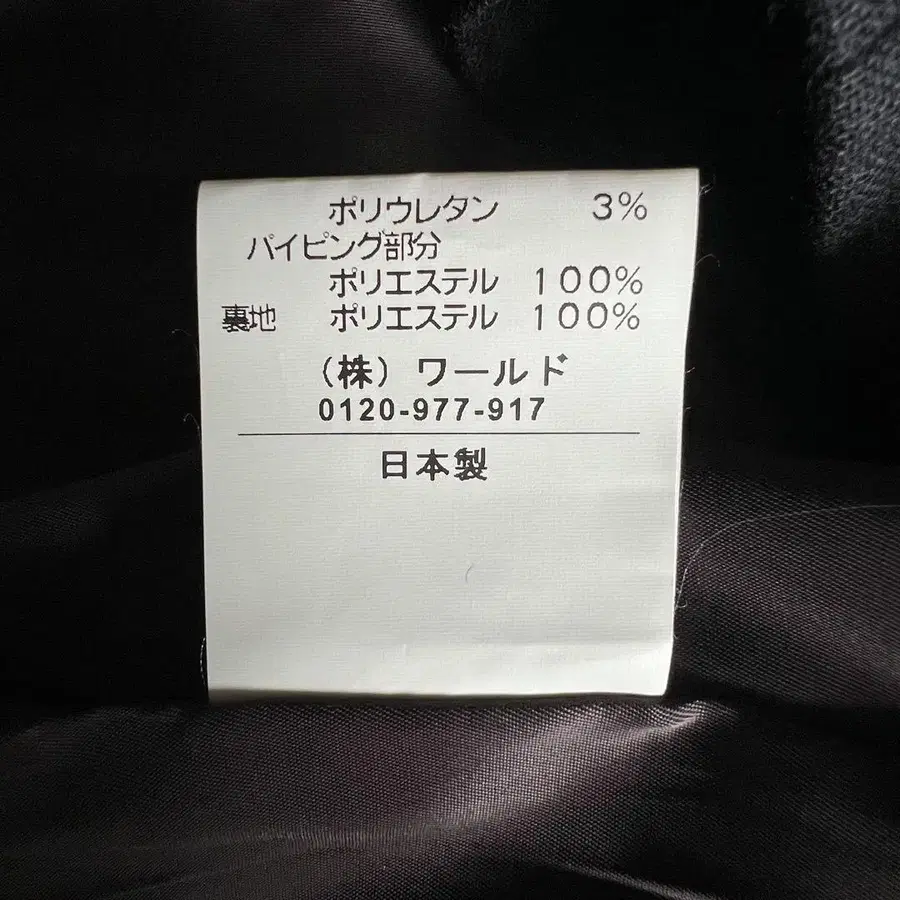 ポリウレタン 3%
パイピング部分
ポリエステル 100%
裏地 ポリエステル 100%
（株）ワールド
0120-977-917
日本製